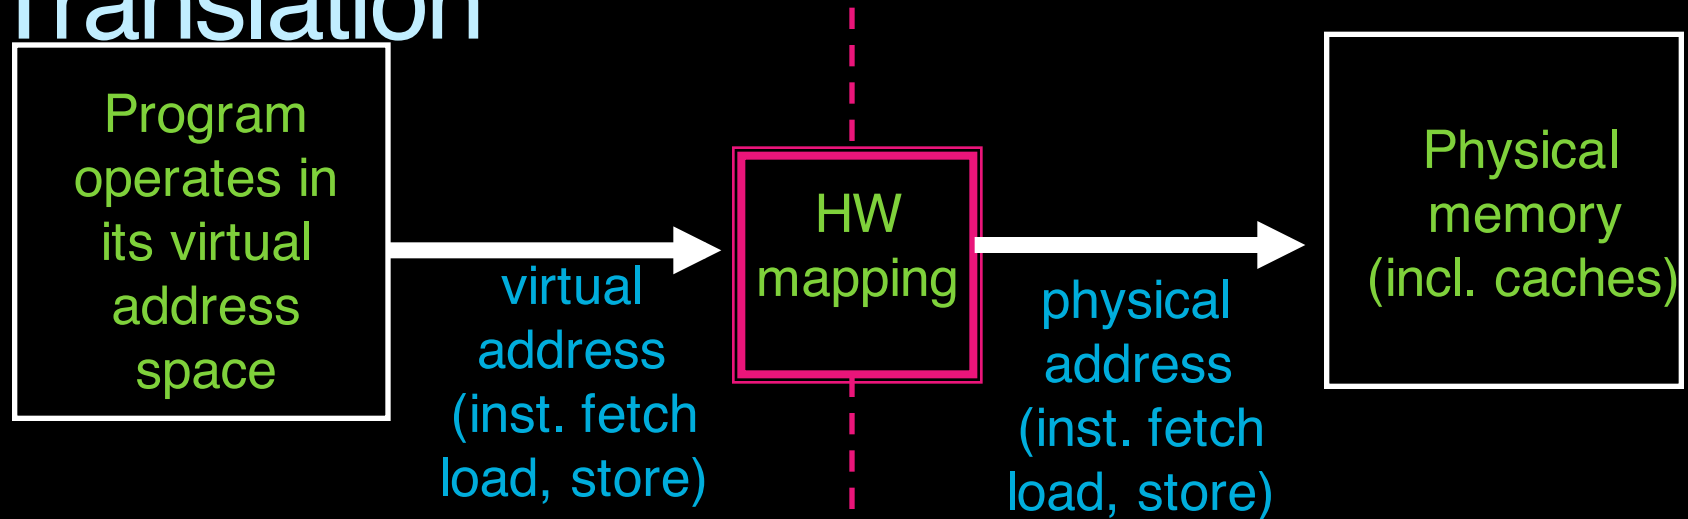 Translation
Program
operates in
its virtual
address
space
virtual
address
(inst. fetch
load, store)
HW
mapping
physical
address
(inst. fetch
load, store)
Physical
memory
(incl. caches)